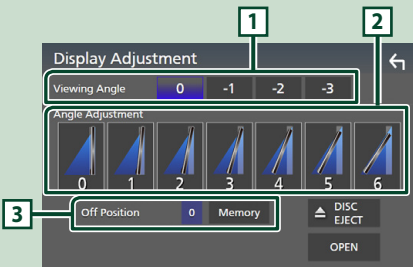 1 2
Display Adjustment
Viewing Angle 0 -1 -2 -3
Angle Adjustment
0 1 2 3 4 5 6
3
Off Position 0 Memory
DISC
EJECT
OPEN